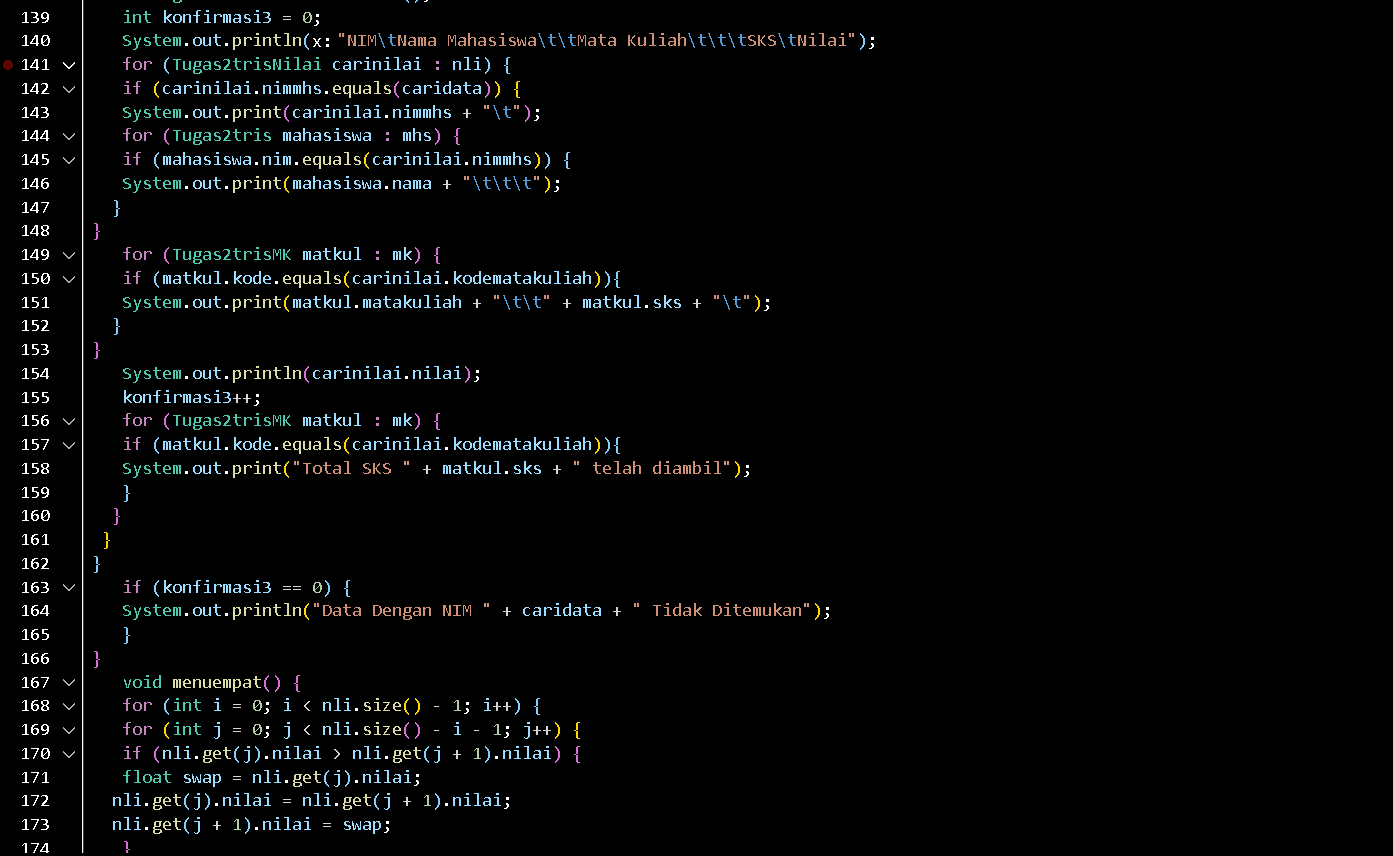 139 int konfirmasi3 = 0;
140 System.out.println(x: "NIM\tNama Mahasiswa\t\tMata Kuliah\t\t\tSKS\tNilai");
141 for (Tugas2trisNilai carinilai : nli) {
142 if (carinilai.nimmhs.equals(caridata)) {
143 System.out.print(carinilai.nimmhs + "\t");
144 for (Tugas2tris mahasiswa : mhs) {
145 if (mahasiswa.nim.equals(carinilai.nimmhs)) {
146 System.out.print(mahasiswa.nama + "\t\t\t");
147 }
148 }
149 for (Tugas2trisMK matkul : mk) {
150 if (matkul.kode.equals(carinilai.kodematakuliah)){
151 System.out.print(matkul.matakuliah + "\t\t" + matkul.sks + "\t");
152 }
153 }
154 System.out.println(carinilai.nilai);
155 konfirmasi3++;
156 for (Tugas2trisMK matkul : mk) {
157 if (matkul.kode.equals(carinilai.kodematakuliah)){
158 System.out.print("Total SKS " + matkul.sks + " telah diambil");
159 }
160 }
161 }
162 }
163 if (konfirmasi3 == 0) {
164 System.out.println("Data Dengan NIM " + caridata + " Tidak Ditemukan");
165 }
166 }
167 void menuempat() {
168 for (int i = 0; i < nli.size() - 1; i++) {
169 for (int j = 0; j < nli.size() - i - 1; j++) {
170 if (nli.get(j).nilai > nli.get(j + 1).nilai) {
171 float swap = nli.get(j).nilai;
172 nli.get(j).nilai = nli.get(j + 1).nilai;
173 nli.get(j + 1).nilai = swap;
174 }